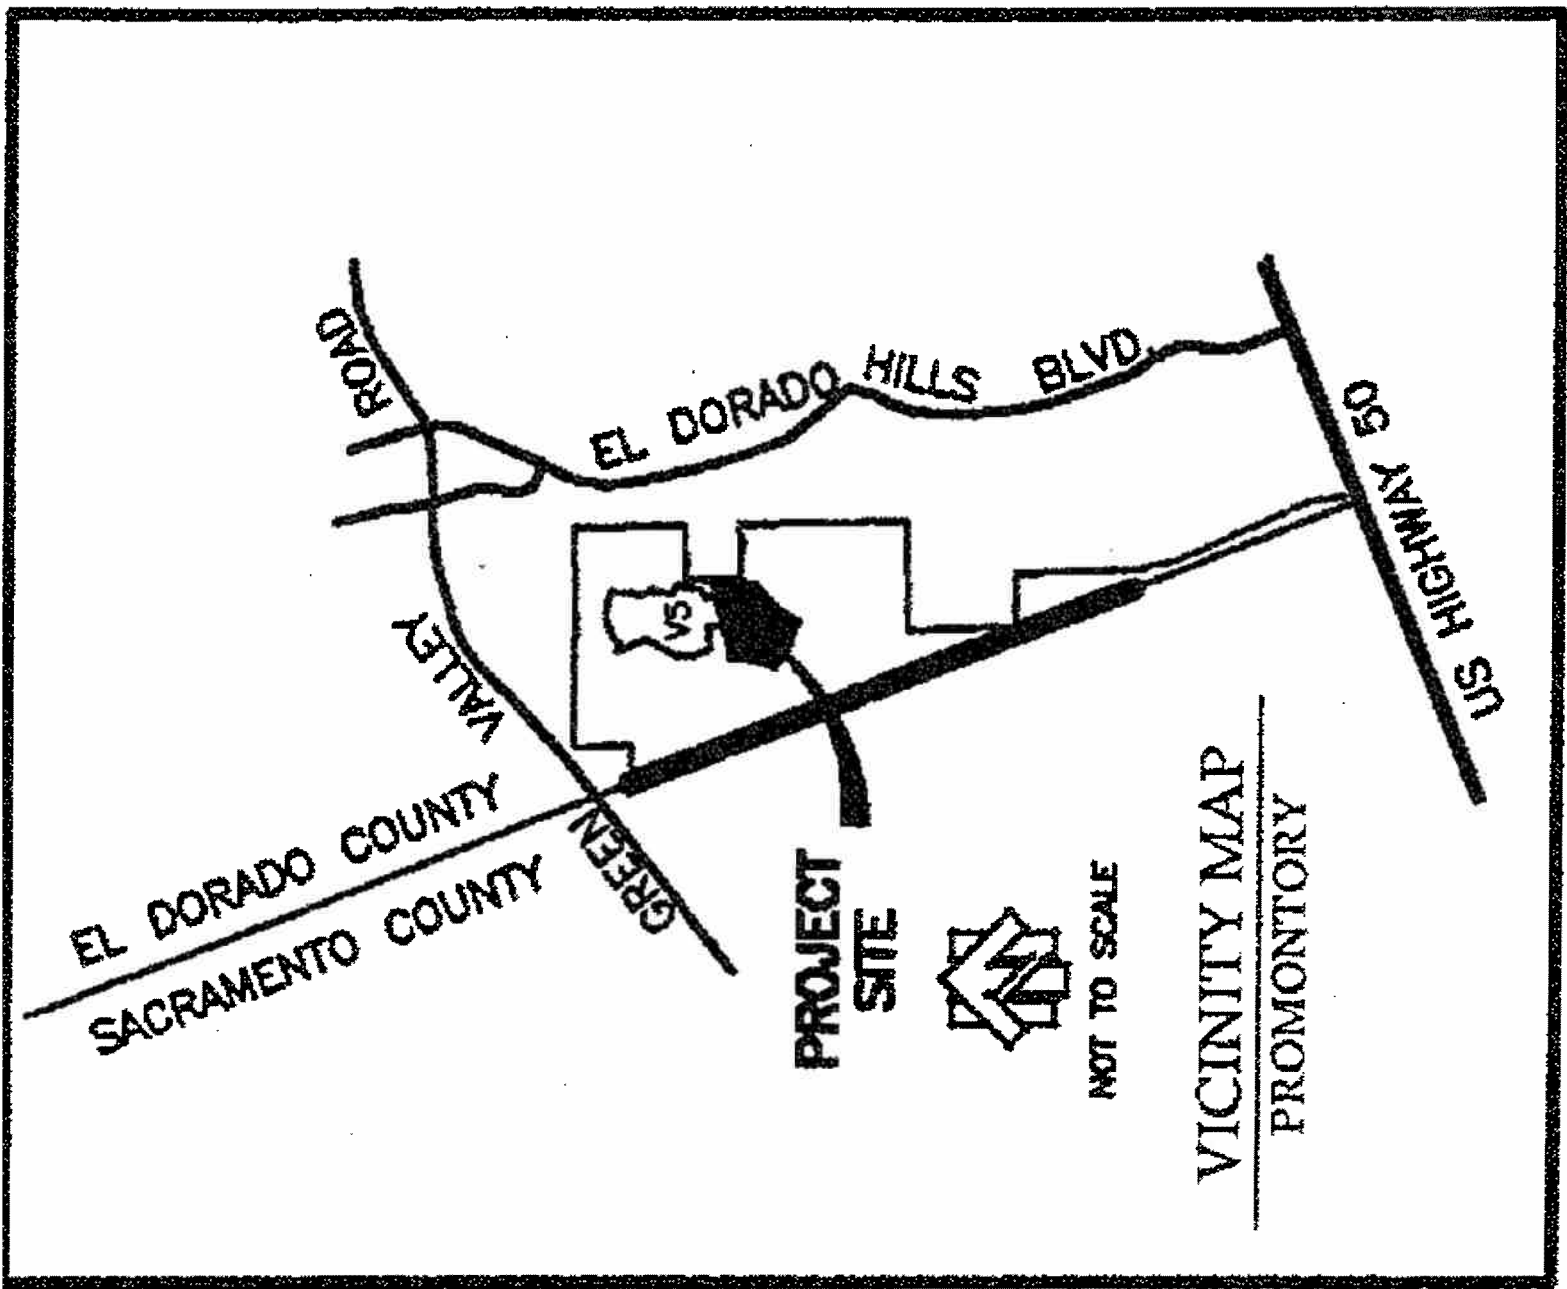 EL DORADO COUNTY
SACRAMENTO COUNTY
GREEN VALLEY ROAD
EL DORADO HILLS BLVD.
V5
PROJECT
SITE
NOT TO SCALE
US HIGHWAY 50
VICINITY MAP
PROMONTORY